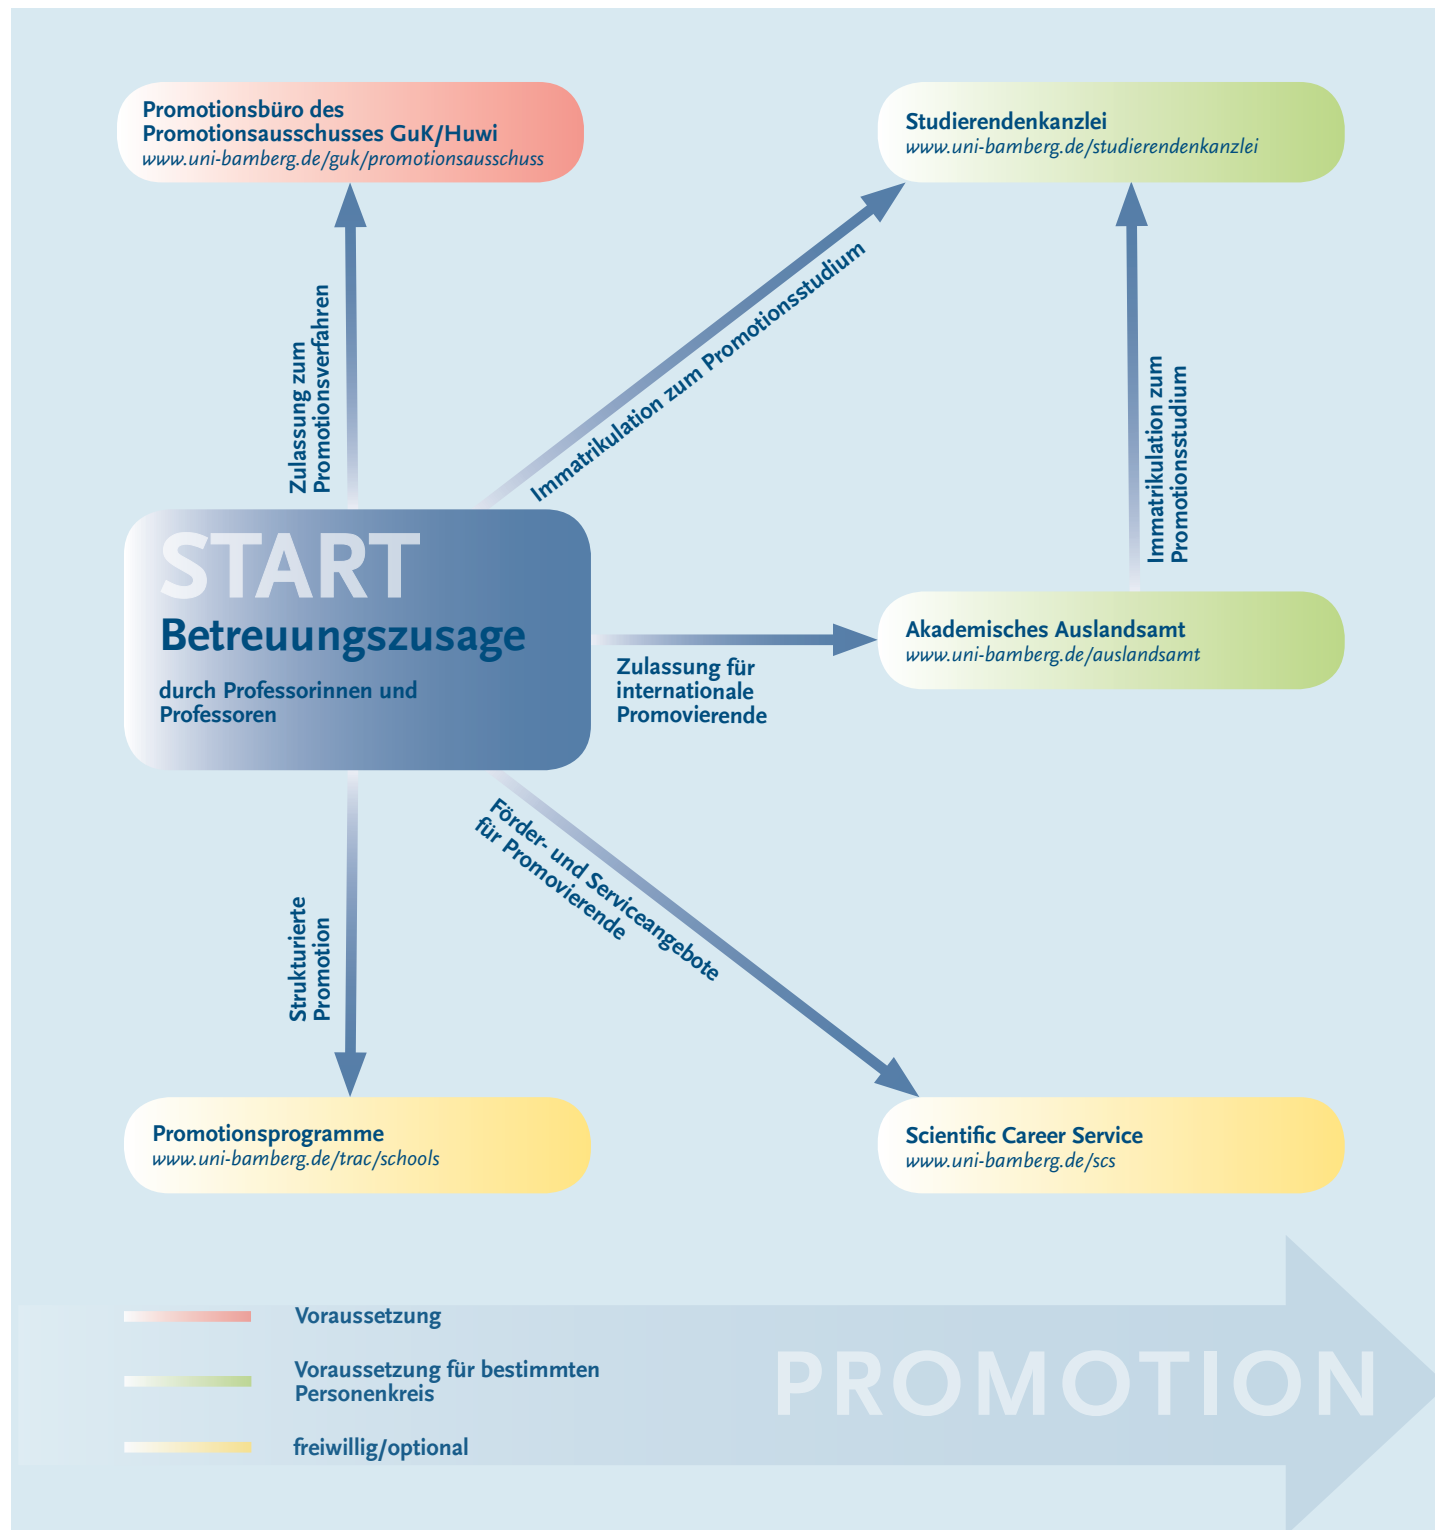 Promotionsbüro des
Promotionsausschusses GuK/Huwi
www.uni-bamberg.de/guk/promotionsausschuss
Studierendenkanzlei
www.uni-bamberg.de/studierendenkanzlei
Zulassung zum
Promotionsverfahren
Immatrikulation zum Promotionsstudium
Immatrikulation zum
Promotionsstudium
START
Betreuungszusage
durch Professorinnen und
Professoren
Zulassung für
internationale
Promovierende
Akademisches Auslandsamt
www.uni-bamberg.de/auslandsamt
Strukturierte
Promotion
Förder- und Serviceangebote
für Promovierende
Promotionsprogramme
www.uni-bamberg.de/trac/schools
Scientific Career Service
www.uni-bamberg.de/scs
Voraussetzung
Voraussetzung für bestimmten
Personenkreis
freiwillig/optional
PROMOTION